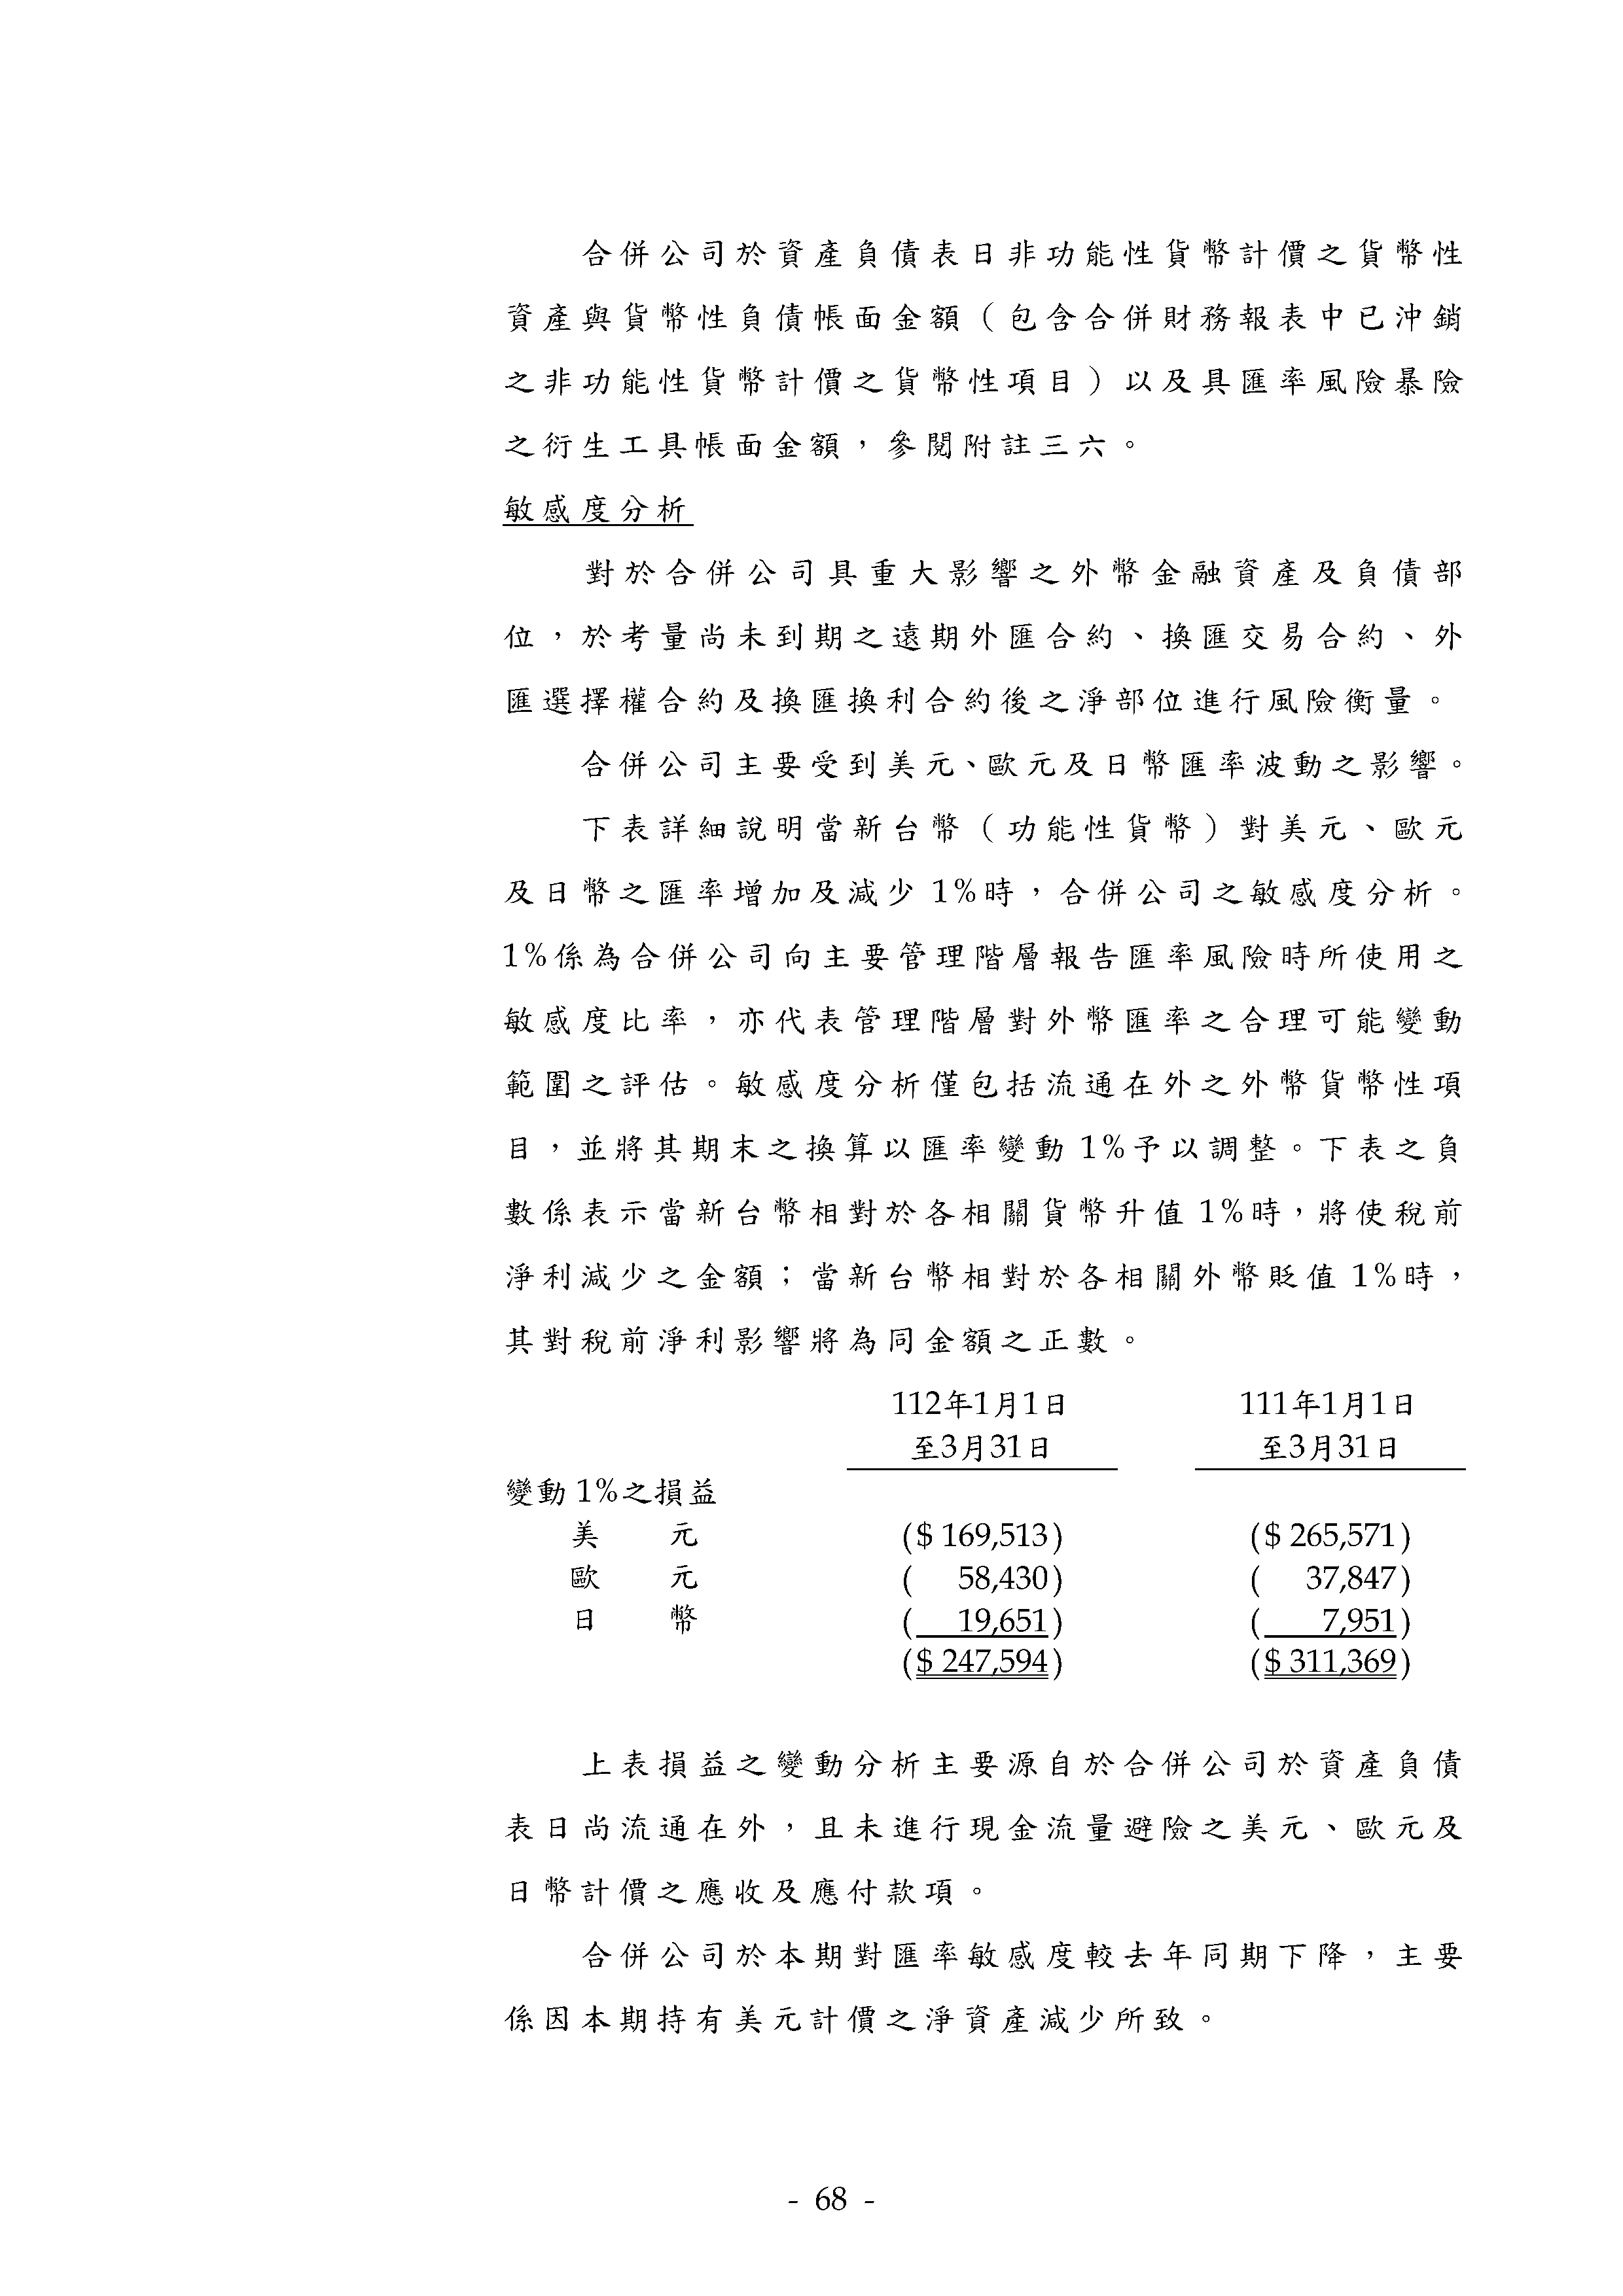 合併公司於資產負債表日非功能性貨幣計價之貨幣性
資產與貨幣性負債帳面金額（包含合併財務報表中已沖銷
之非功能性貨幣計價之貨幣性項目）以及具匯率風險暴險
之衍生工具帳面金額，參閱附註三六。
敏感度分析
對於合併公司具重大影響之外幣金融資產及負債部
位，於考量尚未到期之遠期外匯合約、換匯交易合約、外
匯選擇權合約及換匯換利合約後之淨部位進行風險衡量。
合併公司主要受到美元、歐元及日幣匯率波動之影響。
下表詳細說明當新台幣（功能性貨幣）對美元、歐元
及日幣之匯率增加及減少 1%時，合併公司之敏感度分析。
1%係為合併公司向主要管理階層報告匯率風險時所使用之
敏感度比率，亦代表管理階層對外幣匯率之合理可能變動
範圍之評估。敏感度分析僅包括流通在外之外幣貨幣性項
目，並將其期末之換算以匯率變動 1%予以調整。下表之負
數係表示當新台幣相對於各相關貨幣升值 1%時，將使稅前
淨利減少之金額；當新台幣相對於各相關外幣貶值 1%時，
其對稅前淨利影響將為同金額之正數。
112年1月1日 111年1月1日
至3月31日 至3月31日
變動 1%之損益
美 元 ($ 169,513) ($ 265,571)
歐 元 ( 58,430) ( 37,847)
日 幣 ( 19,651) ( 7,951)
($ 247,594) ($ 311,369)
上表損益之變動分析主要源自於合併公司於資產負債
表日尚流通在外，且未進行現金流量避險之美元、歐元及
日幣計價之應收及應付款項。
合併公司於本期對匯率敏感度較去年同期下降，主要
係因本期持有美元計價之淨資產減少所致。
- 68 -